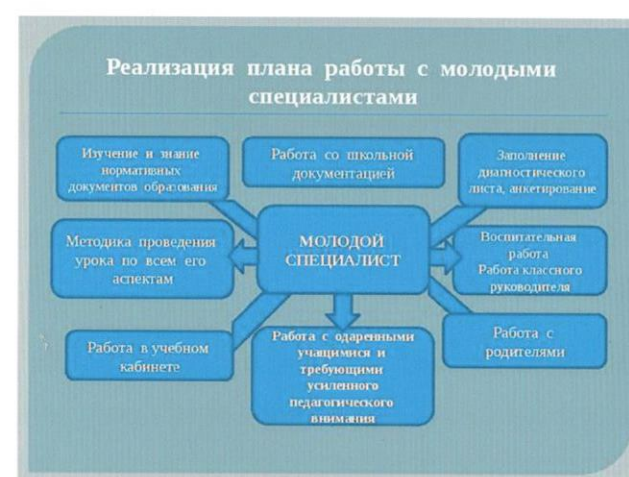 Реализация плана работы с молодыми
специалистами
Изучение и знание
нормативных
документов образования
Работа со школьной
документацией
Заполнение
диагностического
листа, анкетирование
Методика проведения
урока по всем его
аспектам
МОЛОДОЙ
СПЕЦИАЛИСТ
Воспитательная
работа
Работа классного
руководителя
Работа в учебном
кабинете
Работа с одаренными
учащимися и
требующими
усиленного
педагогического
внимания
Работа с
родителями